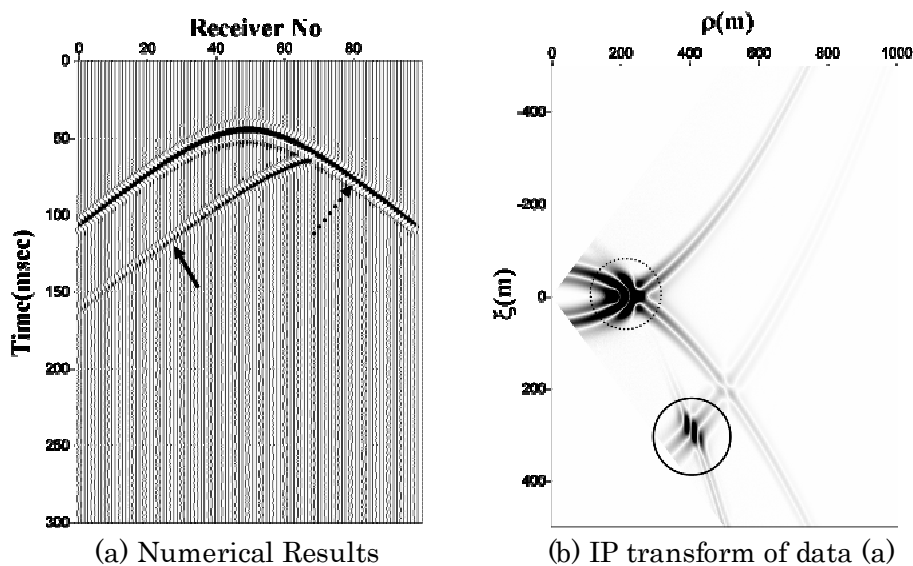 Receiver No
0 20 40 60 80
Time(msec)
0
50
100
150
200
250
300
(a) Numerical Results
ρ(m)
0 200 400 600 800 1000
ξ(m)
-400
-200
0
200
400
(b) IP transform of data (a)